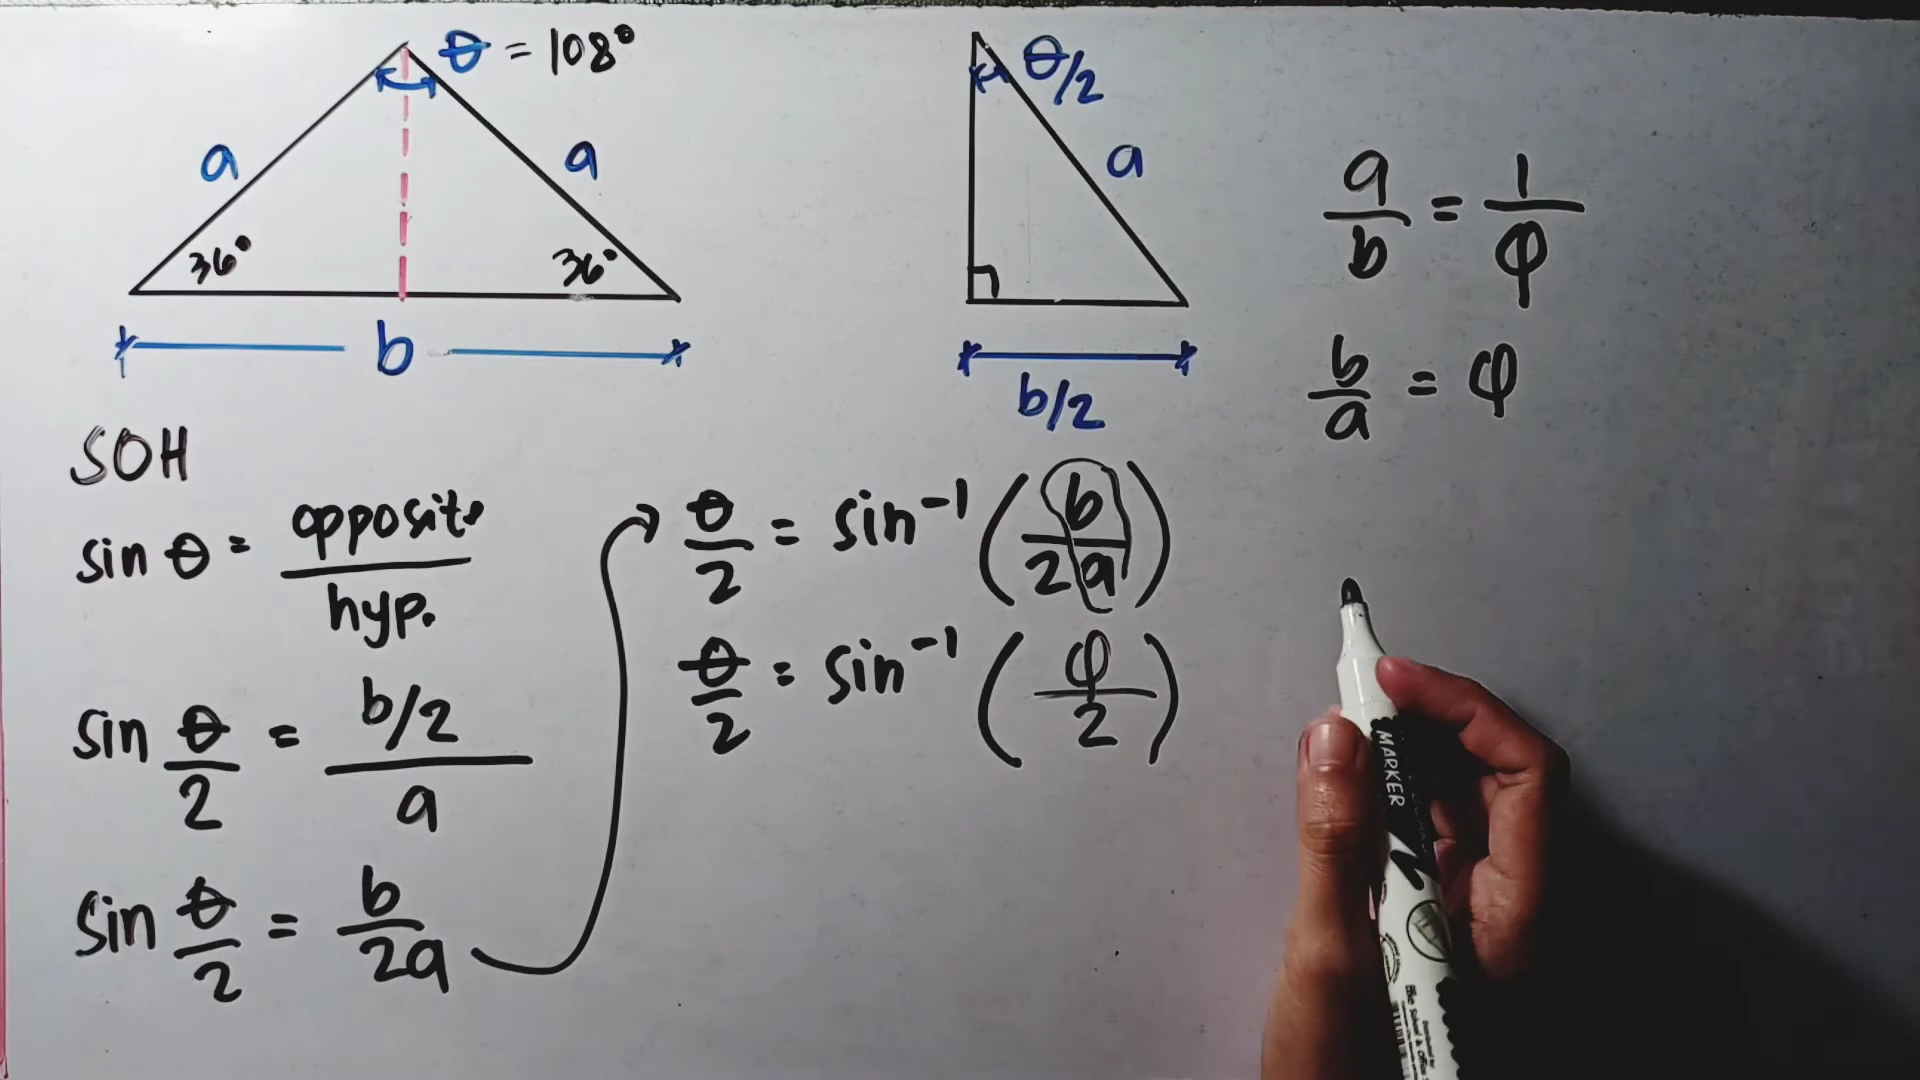 θ = 108°
a
a
36°
36°
b
θ/2
a
b/2
a/b = 1/φ
b/a = φ
SOH
sin θ = opposite/hyp.
sin θ/2 = b/2/a
sin θ/2 = b/2a
θ/2 = sin⁻¹ (b/2a)
θ/2 = sin⁻¹ (φ/2)
MARKER